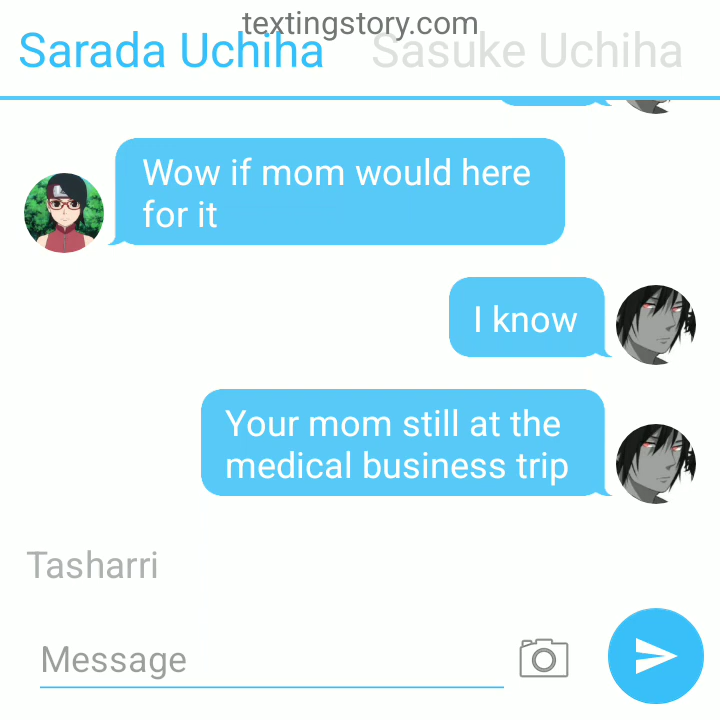 textingstory.com
Sarada Uchiha Sasuke Uchiha
Wow if mom would here
for it
I know
Your mom still at the
medical business trip
Tasharri
Message